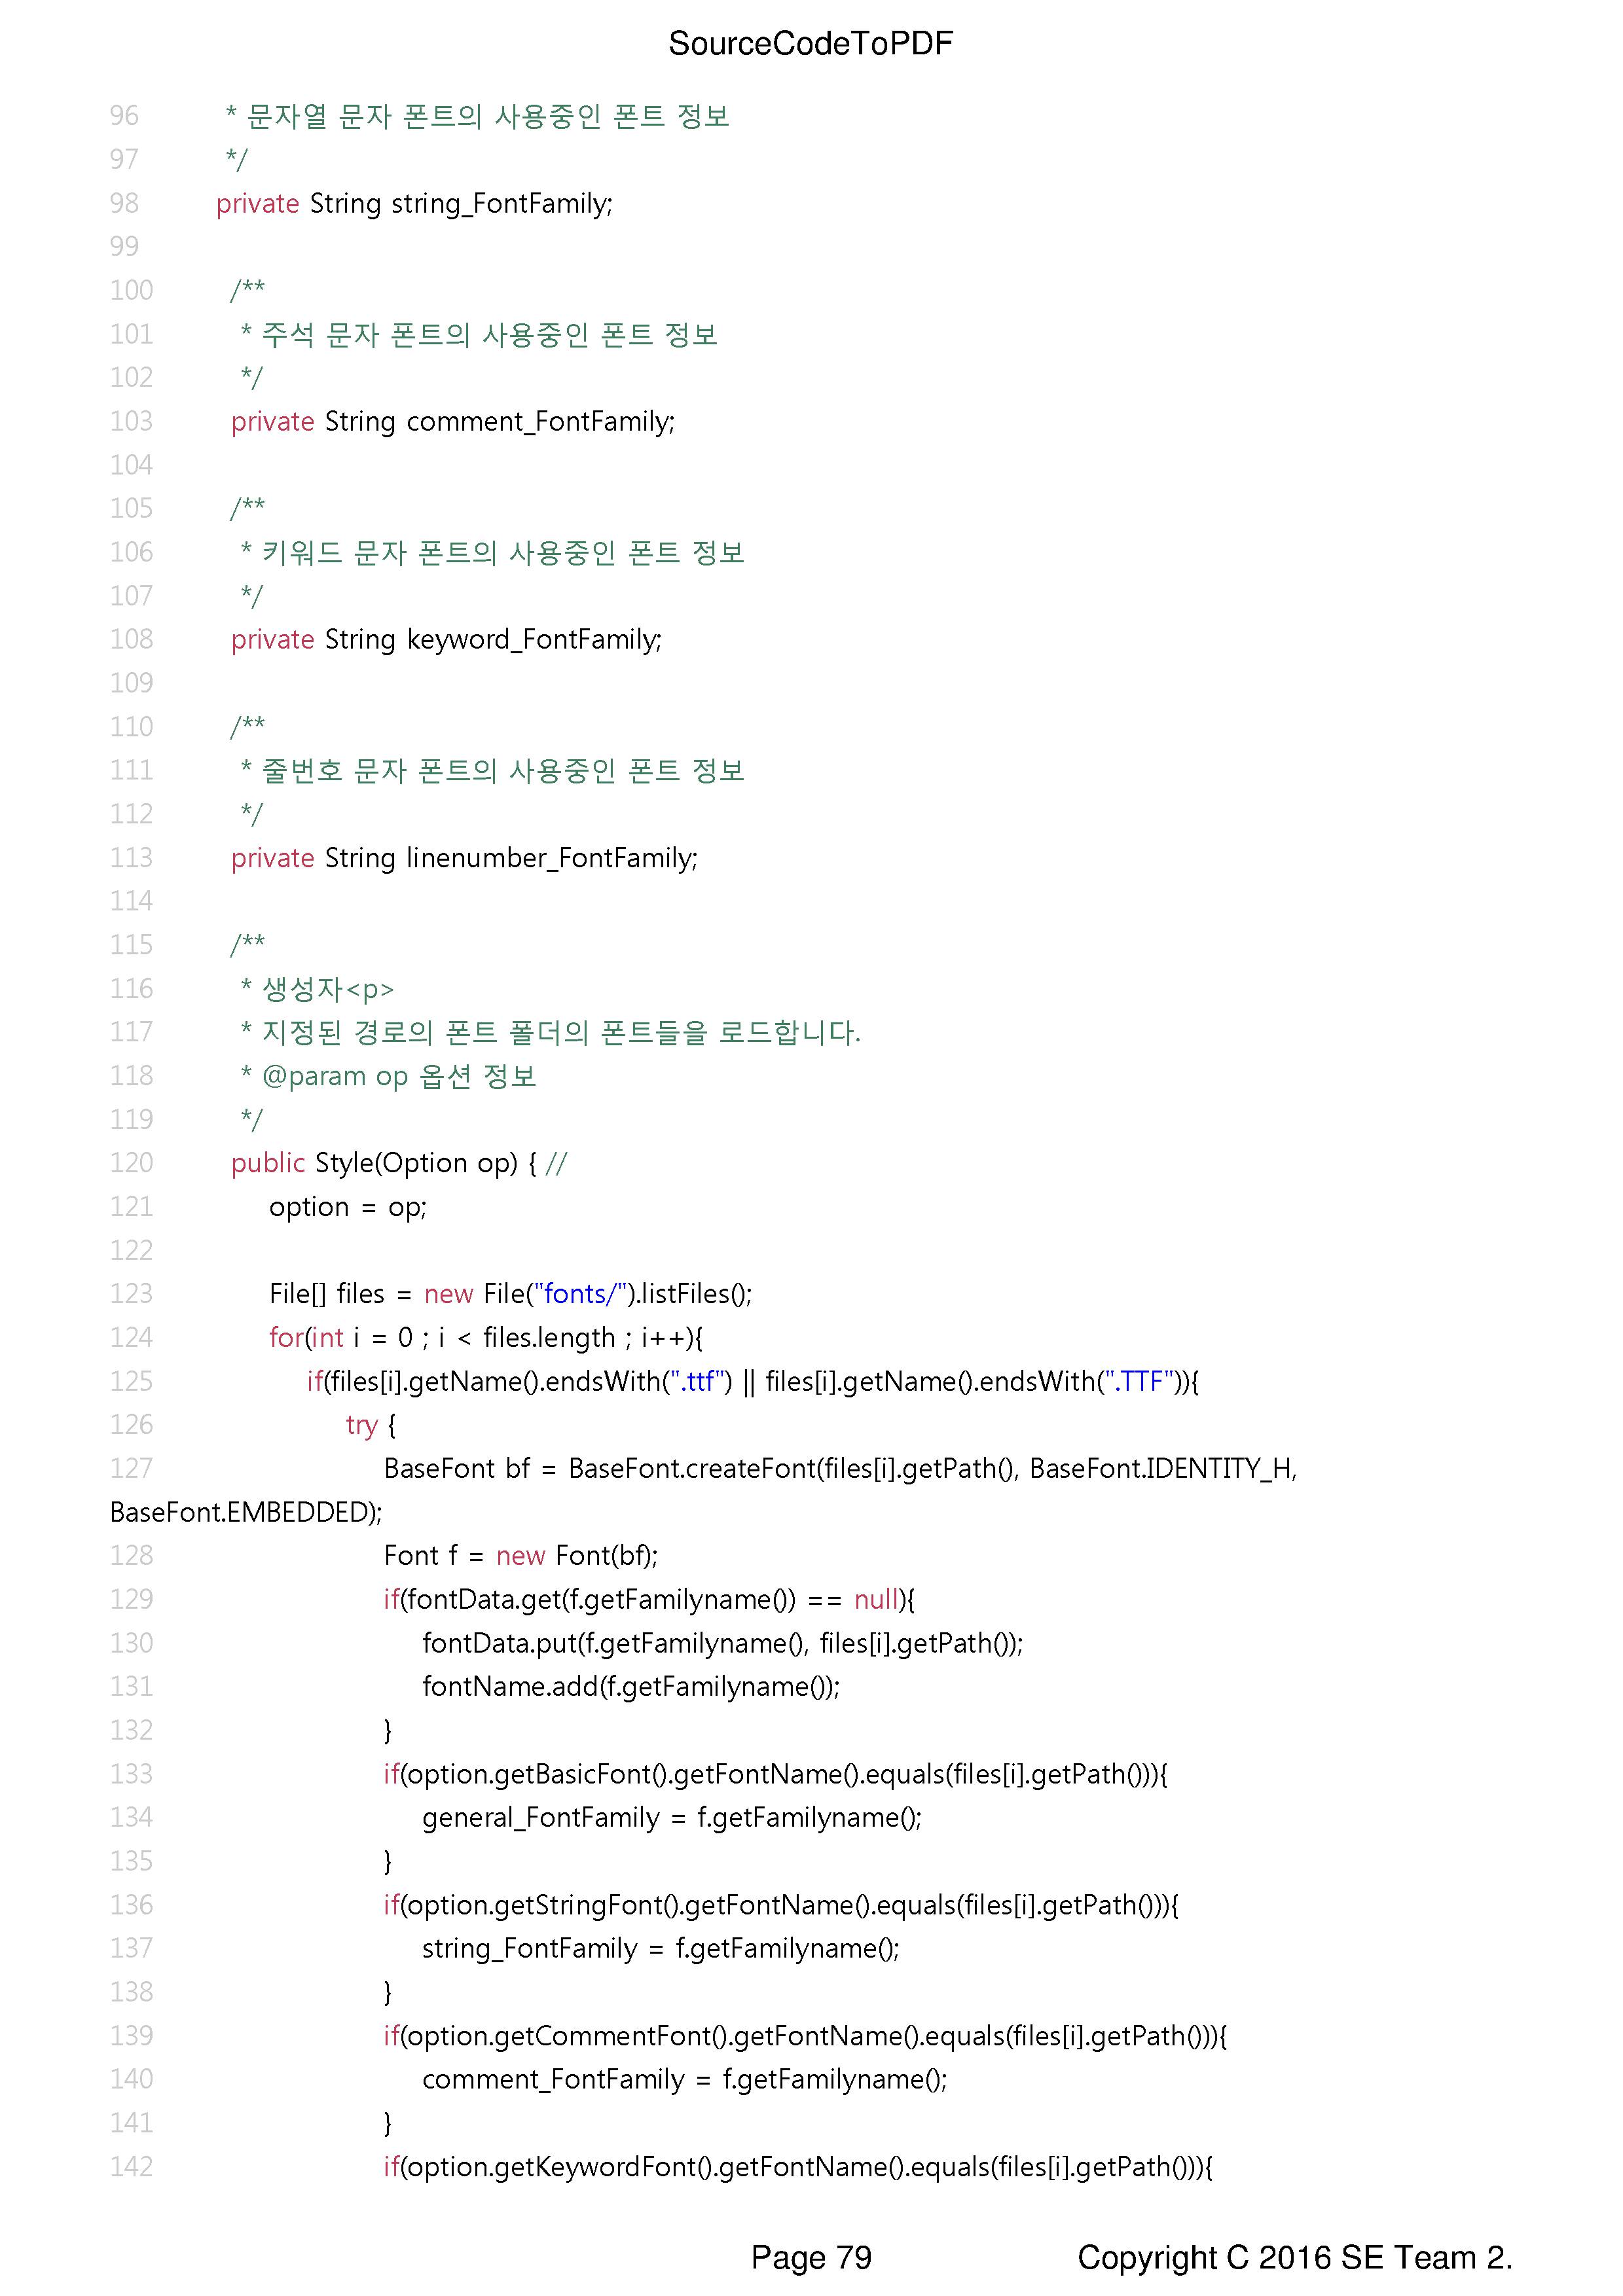 SourceCodeToPDF
96 * 문자열 문자 폰트의 사용중인 폰트 정보
97 */
98 private String string_FontFamily;
99
100 /**
101 * 주석 문자 폰트의 사용중인 폰트 정보
102 */
103 private String comment_FontFamily;
104
105 /**
106 * 키워드 문자 폰트의 사용중인 폰트 정보
107 */
108 private String keyword_FontFamily;
109
110 /**
111 * 줄번호 문자 폰트의 사용중인 폰트 정보
112 */
113 private String linenumber_FontFamily;
114
115 /**
116 * 생성자<p>
117 * 지정된 경로의 폰트 폴더의 폰트들을 로드합니다.
118 * @param op 옵션 정보
119 */
120 public Style(Option op) { //
121 option = op;
122
123 File[] files = new File("fonts/").listFiles();
124 for(int i = 0 ; i < files.length ; i++){
125 if(files[i].getName().endsWith(".ttf") || files[i].getName().endsWith(".TTF")){
126 try {
127 BaseFont bf = BaseFont.createFont(files[i].getPath(), BaseFont.IDENTITY_H,
BaseFont.EMBEDDED);
128 Font f = new Font(bf);
129 if(fontData.get(f.getFamilyname()) == null){
130 fontData.put(f.getFamilyname(), files[i].getPath());
131 fontName.add(f.getFamilyname());
132 }
133 if(option.getBasicFont().getFontName().equals(files[i].getPath())){
134 general_FontFamily = f.getFamilyname();
135 }
136 if(option.getStringFont().getFontName().equals(files[i].getPath())){
137 string_FontFamily = f.getFamilyname();
138 }
139 if(option.getCommentFont().getFontName().equals(files[i].getPath())){
140 comment_FontFamily = f.getFamilyname();
141 }
142 if(option.getKeywordFont().getFontName().equals(files[i].getPath())){
Page 79 Copyright C 2016 SE Team 2.